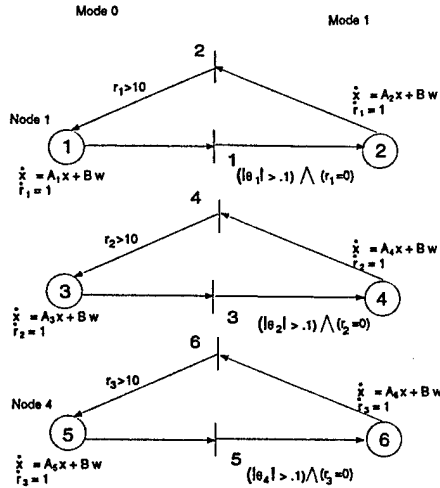 Mode 0
Mode 1
2
r₁>10
ẋ = A₂x + B w
ṙ₁ = 1
Node 1
1
1
2
ẋ = A₁x + B w
ṙ₁ = 1
(|θ₁| > .1) ⋀ (r₁=0)
4
r₂>10
ẋ = A₄x + B w
ṙ₂ = 1
3
3
4
ẋ = A₃x + B w
ṙ₂ = 1
(|θ₂| > .1) ⋀ (r₂=0)
6
r₃>10
ẋ = A₆x + B w
ṙ₃ = 1
Node 4
5
5
6
ẋ = A₅x + B w
ṙ₃ = 1
(|θ₄| > .1) ⋀ (r₃=0)